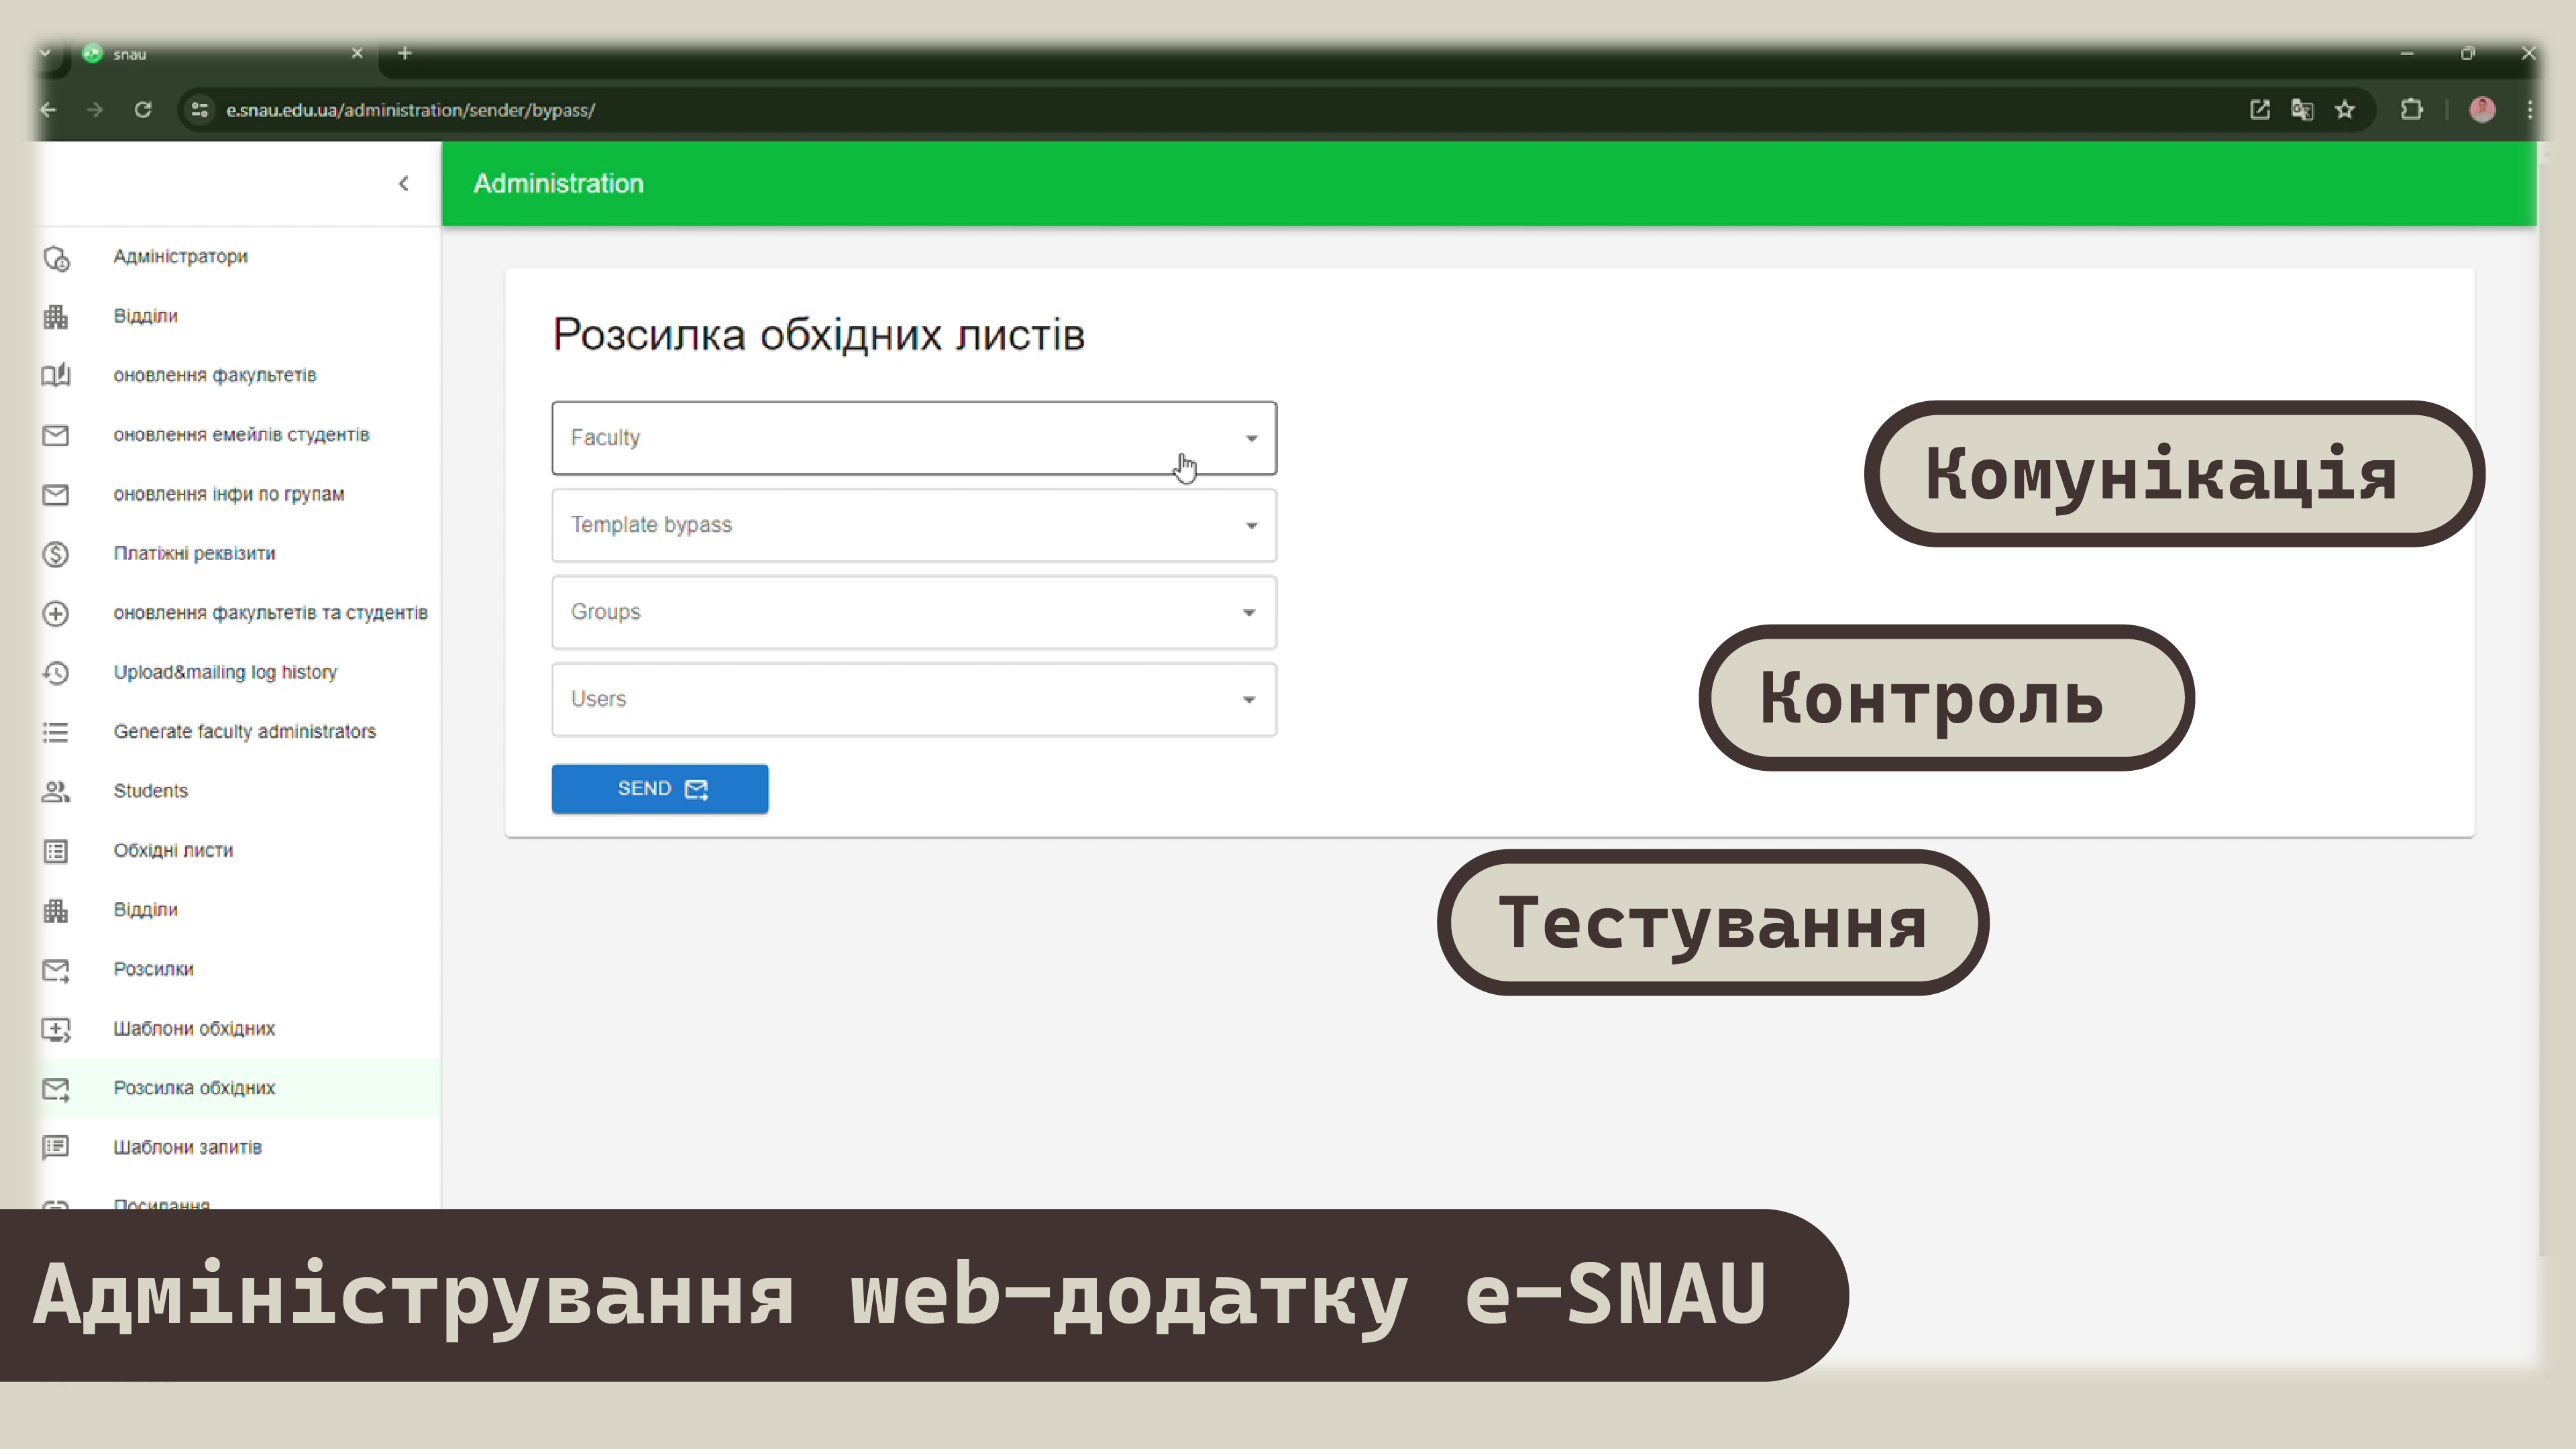 snau
e.snau.edu.ua/administration/sender/bypass/
Administration
Адміністратори
Відділи
оновлення факультетів
оновлення емейлів студентів
оновлення інфи по групам
Платіжні реквізити
оновлення факультетів та студентів
Upload&mailing log history
Generate faculty administrators
Students
Обхідні листи
Відділи
Розсилки
Шаблони обхідних
Розсилка обхідних
Шаблони запитів
Посилання
Розсилка обхідних листів
Faculty
Template bypass
Groups
Users
SEND
Комунікація
Контроль
Тестування
Адміністрування web-додатку e-SNAU